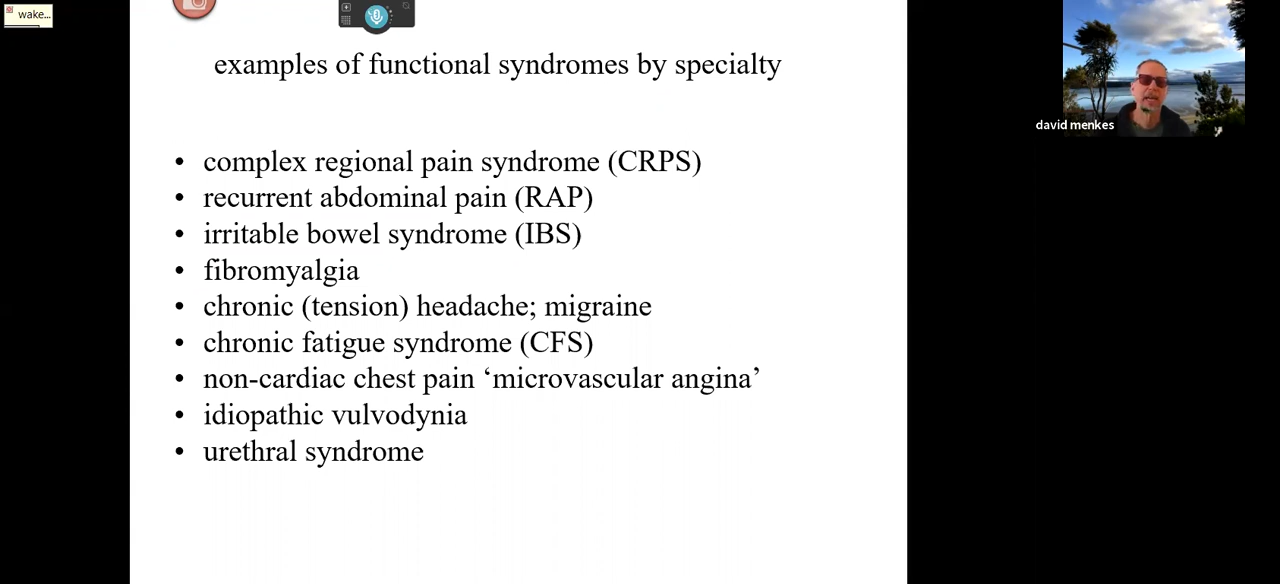 wake...
examples of functional syndromes by specialty
• complex regional pain syndrome (CRPS)
• recurrent abdominal pain (RAP)
• irritable bowel syndrome (IBS)
• fibromyalgia
• chronic (tension) headache; migraine
• chronic fatigue syndrome (CFS)
• non-cardiac chest pain ‘microvascular angina’
• idiopathic vulvodynia
• urethral syndrome
david menkes